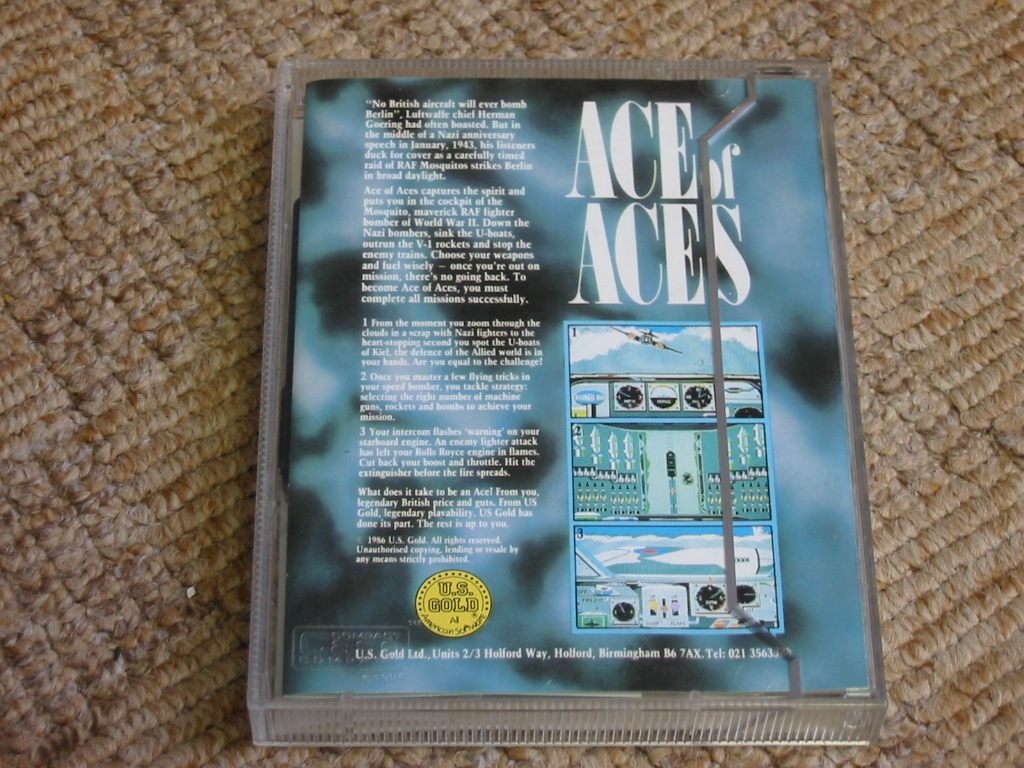 "No British aircraft will ever bomb
Berlin", Luftwaffe chief Herman
Goering had often boasted. But in
the middle of a Nazi anniversary
speech in January, 1943, his listeners
duck for cover as a carefully timed
raid of RAF Mosquitos strikes Berlin
in broad daylight.
Ace of Aces captures the spirit and
puts you in the cockpit of the
Mosquito, maverick RAF fighter
bomber of World War II. Down the
Nazi bombers, sink the U-boats,
outrun the V-1 rockets and stop the
enemy trains. Choose your weapons
and fuel wisely – once you're out on
mission, there's no going back. To
become Ace of Aces, you must
complete all missions successfully.
1 From the moment you zoom through the
clouds in a scrap with Nazi fighters to the
heart-stopping second you spot the U-boats
of Kiel, the defence of the Allied world is in
your hands. Are you equal to the challenge?
2 Once you master a few flying tricks in
your speed bomber, you tackle strategy:
selecting the right number of machine
guns, rockets and bombs to achieve your
mission.
3 Your intercom flashes 'warning' on your
starboard engine. An enemy fighter attack
has left your Rolls Royce engine in flames.
Cut back your boost and throttle. Hit the
extinguisher before the fire spreads.
What does it take to be an Ace? From you,
legendary British price and guts. From US
Gold, legendary playability. US Gold has
done its part. The rest is up to you.
© 1986 U.S. Gold. All rights reserved.
Unauthorised copying, lending or resale by
any means strictly prohibited.
ACE of
ACES
1
2
3
U.S.
GOLD
All
American Software
COMPACT
U.S. Gold Ltd., Units 2/3 Holford Way, Holford, Birmingham B6 7AX. Tel: 021 3563